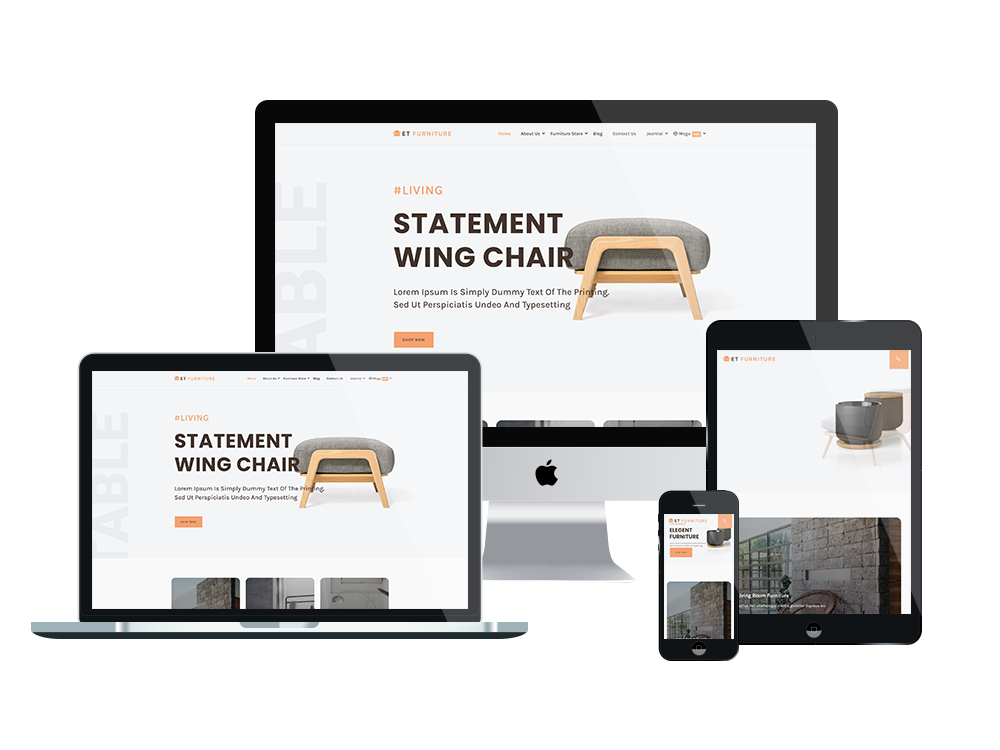 ET FURNITURE
Home About Us Furniture Store Blog Contact Us Joomla! Mega
TABLE
#LIVING
STATEMENT
WING CHAIR
Lorem Ipsum Is Simply Dummy Text Of The Printing.
Sed Ut Perspiciatis Undeo And Typesetting
SHOP NOW
ET FURNITURE
Home About Us Furniture Store Blog Contact Us Joomla! Mega
TABLE
#LIVING
STATEMENT
WING CHAIR
Lorem Ipsum Is Simply Dummy Text Of The Printing.
Sed Ut Perspiciatis Undeo And Typesetting
SHOP NOW
ET FURNITURE
Living Room Furniture
ET FURNITURE
ELEGENT
FURNITURE